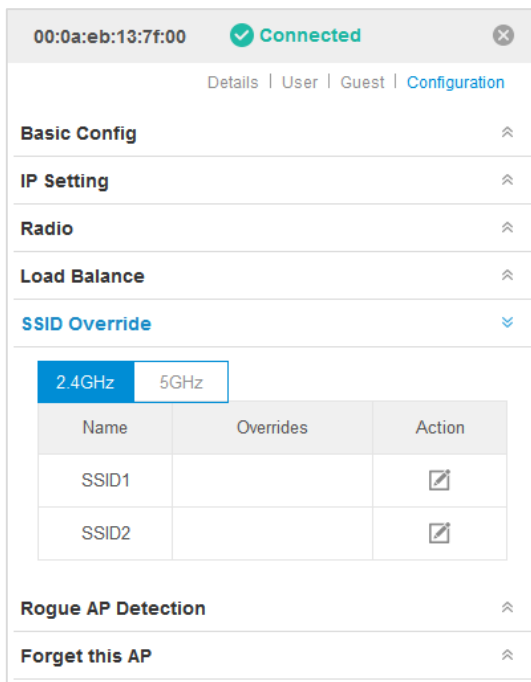 00:0a:eb:13:7f:00 Connected
Details | User | Guest | Configuration
Basic Config
IP Setting
Radio
Load Balance
SSID Override
2.4GHz 5GHz
Name Overrides Action
SSID1
SSID2
Rogue AP Detection
Forget this AP